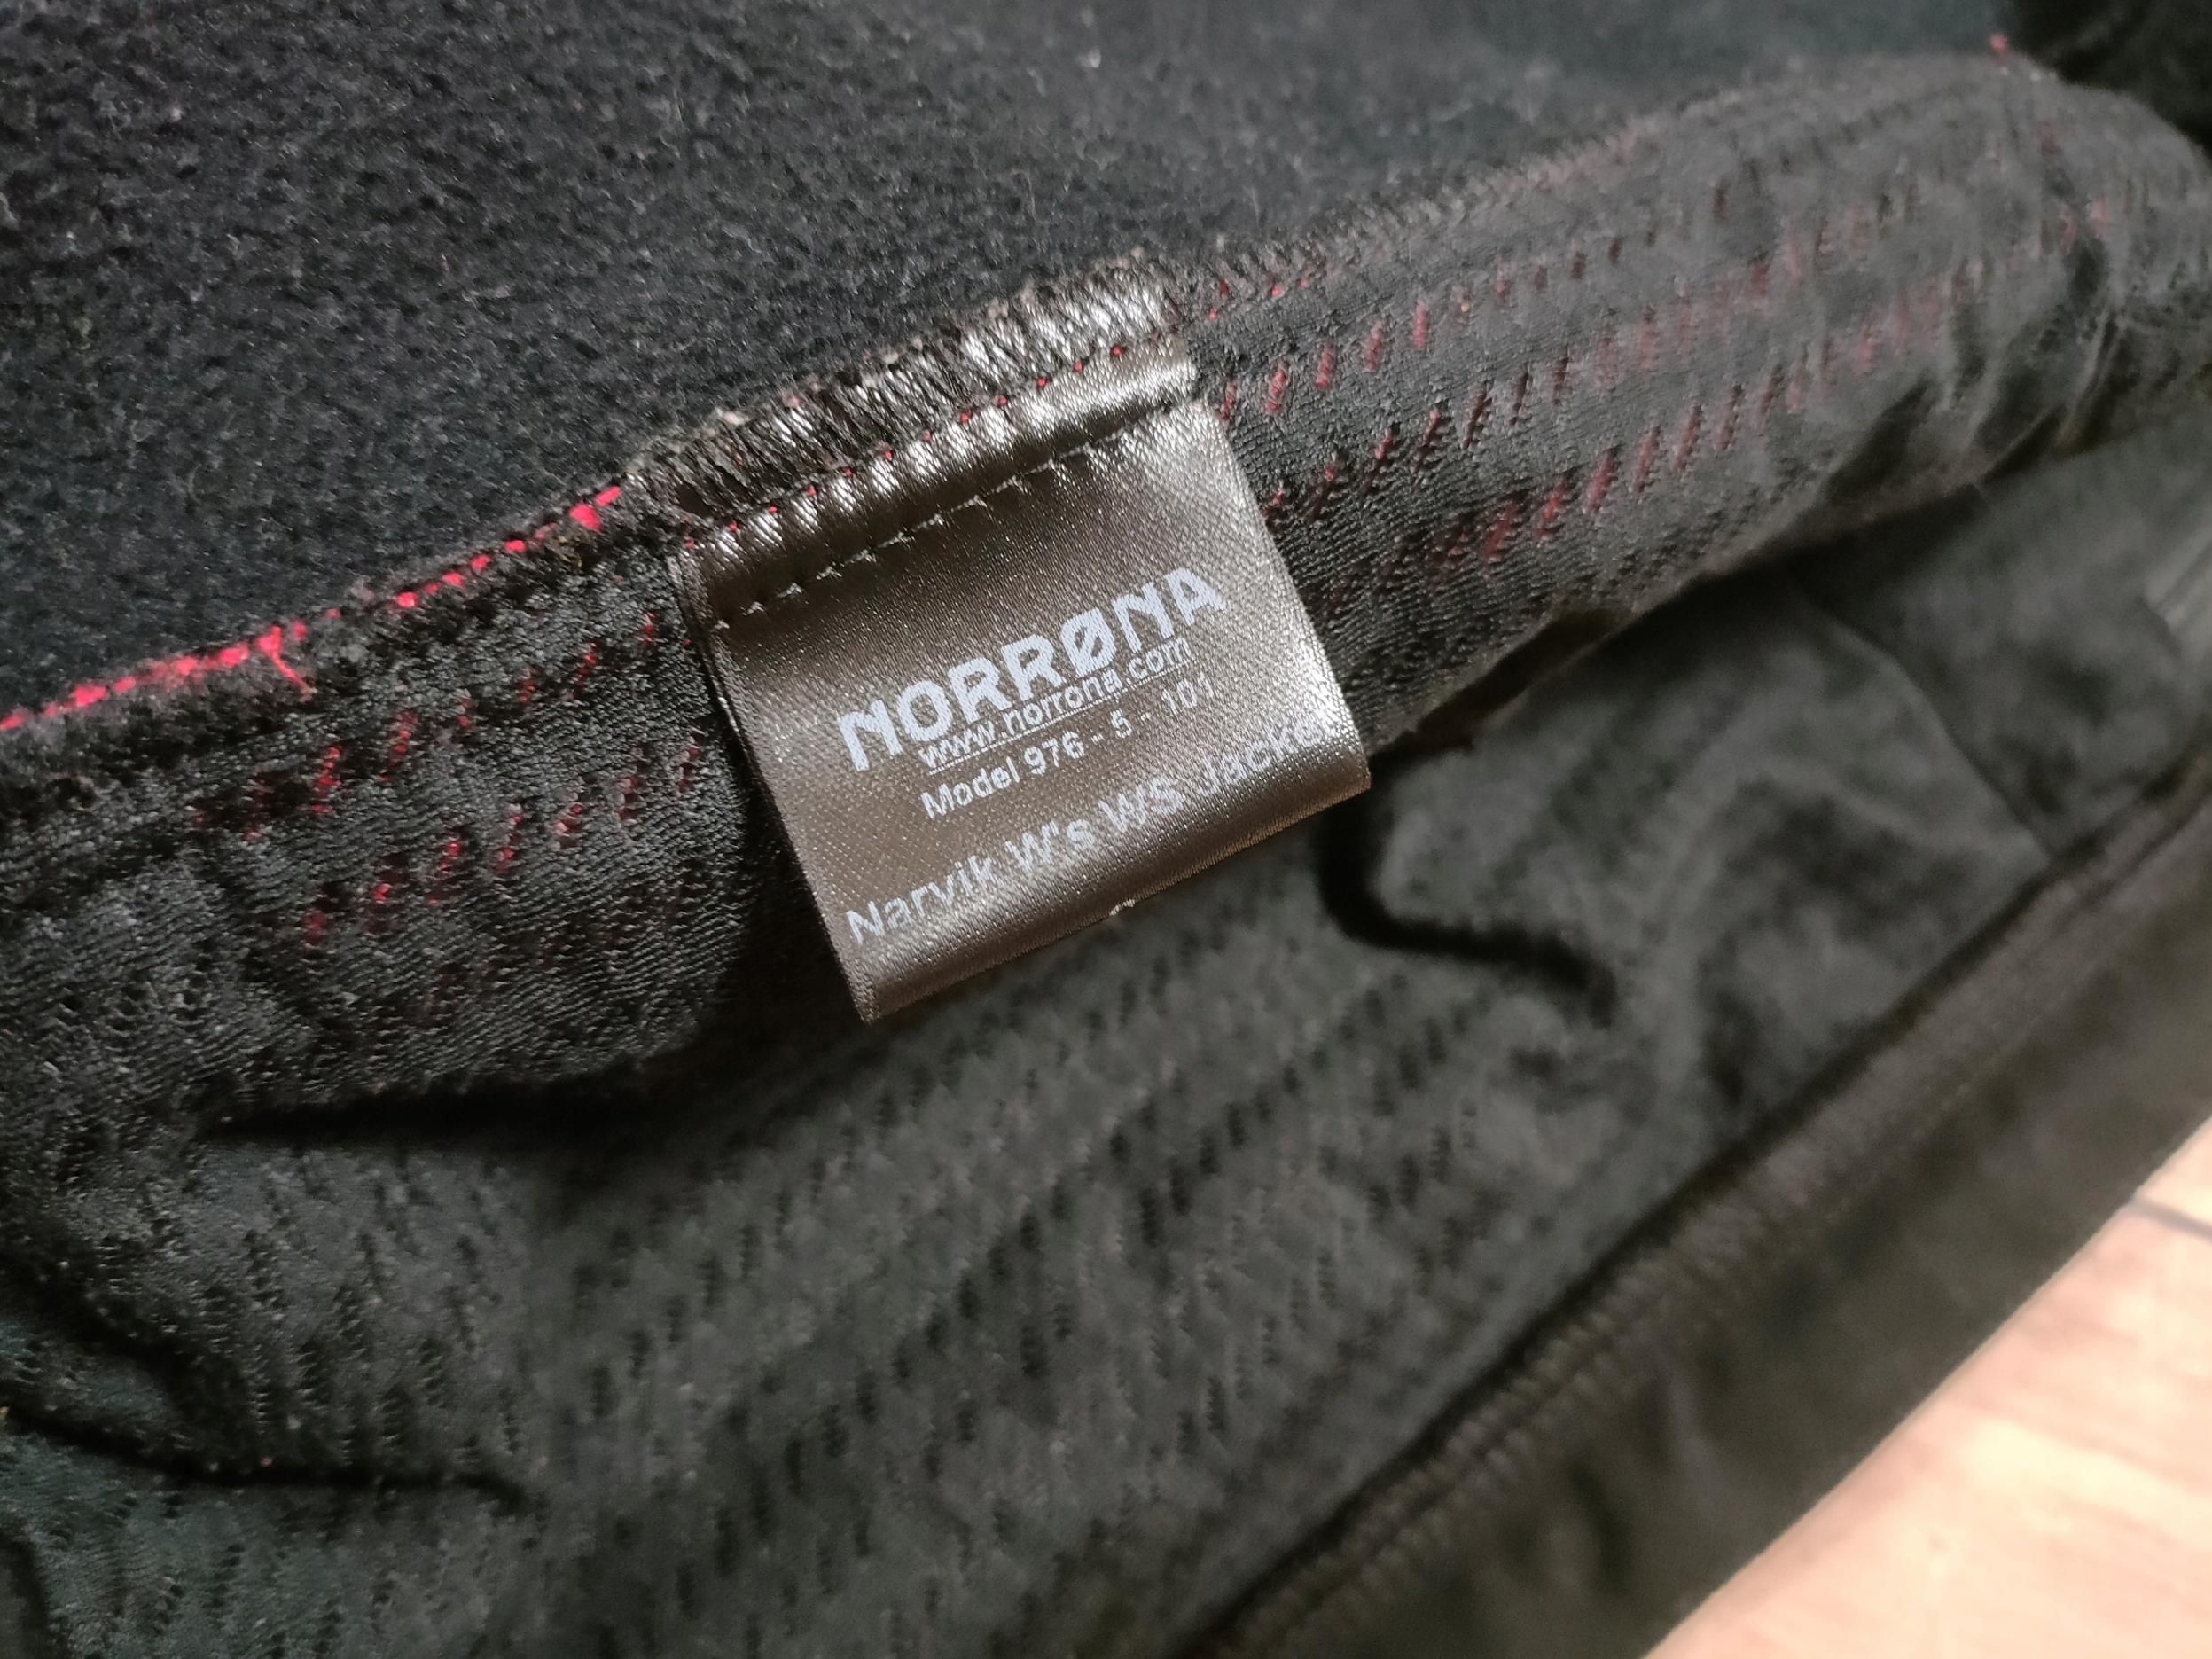 NORRØNA
www.norrona.com
Model 976 - 5 - 101
Narvik W's WS Jacket